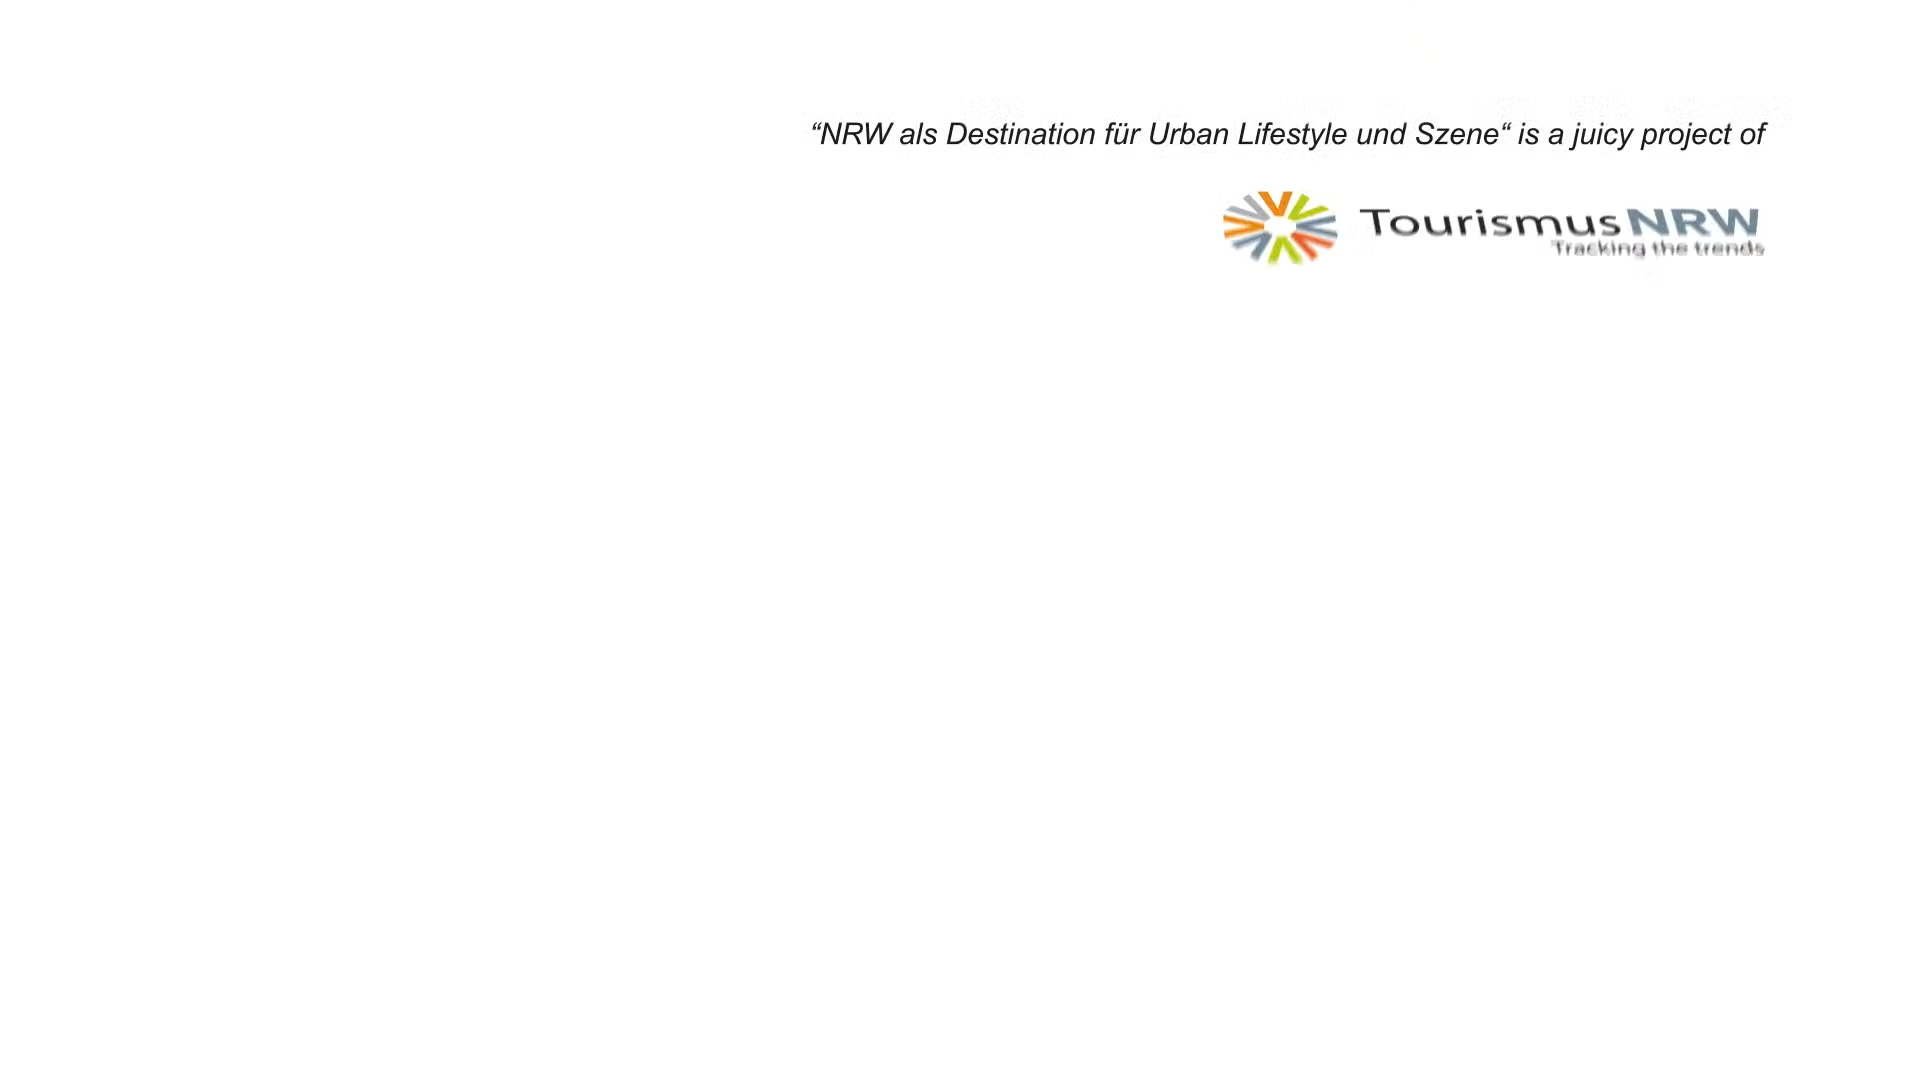 “NRW als Destination für Urban Lifestyle und Szene“ is a juicy project of
TourismusNRW
Tracking the trends